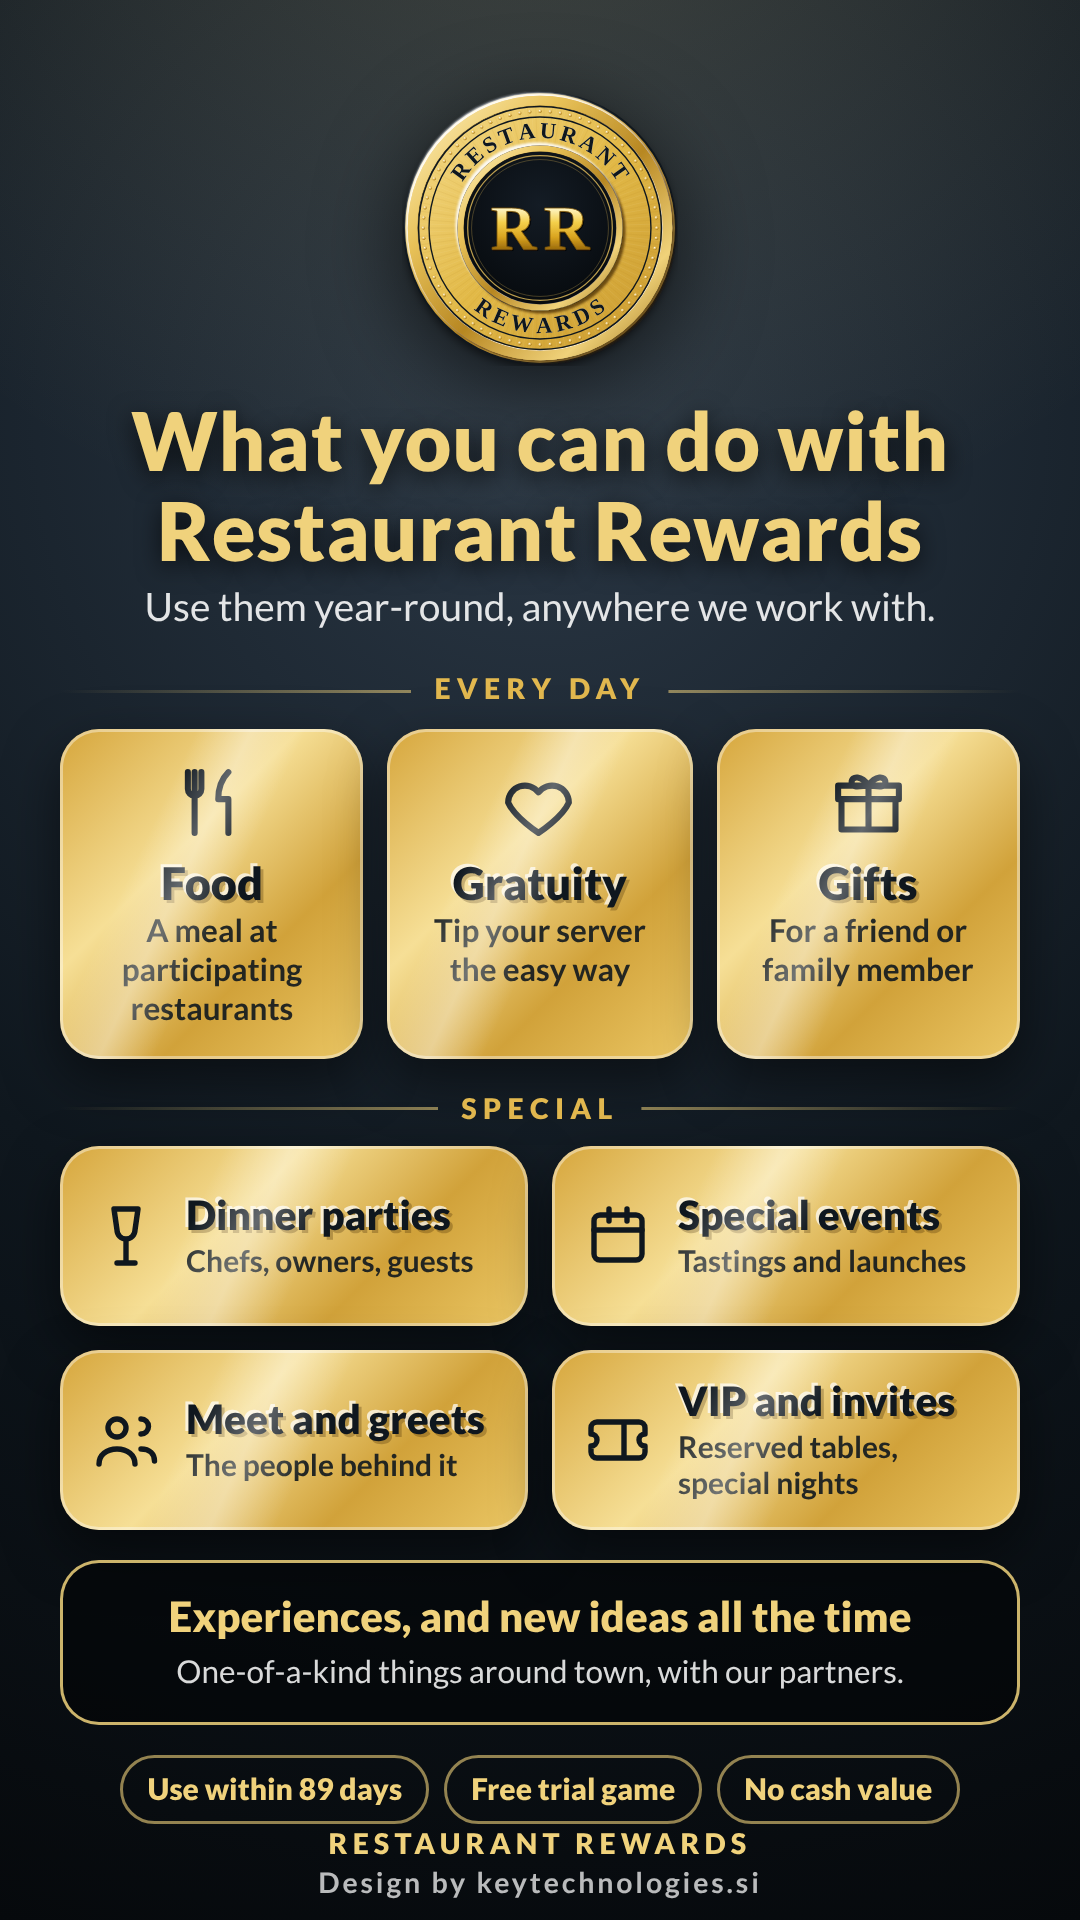 RESTAURANT
RR
REWARDS
What you can do with
Restaurant Rewards
Use them year-round, anywhere we work with.
EVERY DAY
Food
A meal at
participating
restaurants
Gratuity
Tip your server
the easy way
Gifts
For a friend or
family member
SPECIAL
Dinner parties
Chefs, owners, guests
Special events
Tastings and launches
Meet and greets
The people behind it
VIP and invites
Reserved tables,
special nights
Experiences, and new ideas all the time
One-of-a-kind things around town, with our partners.
Use within 89 days
Free trial game
No cash value
RESTAURANT REWARDS
Design by keytechnologies.si